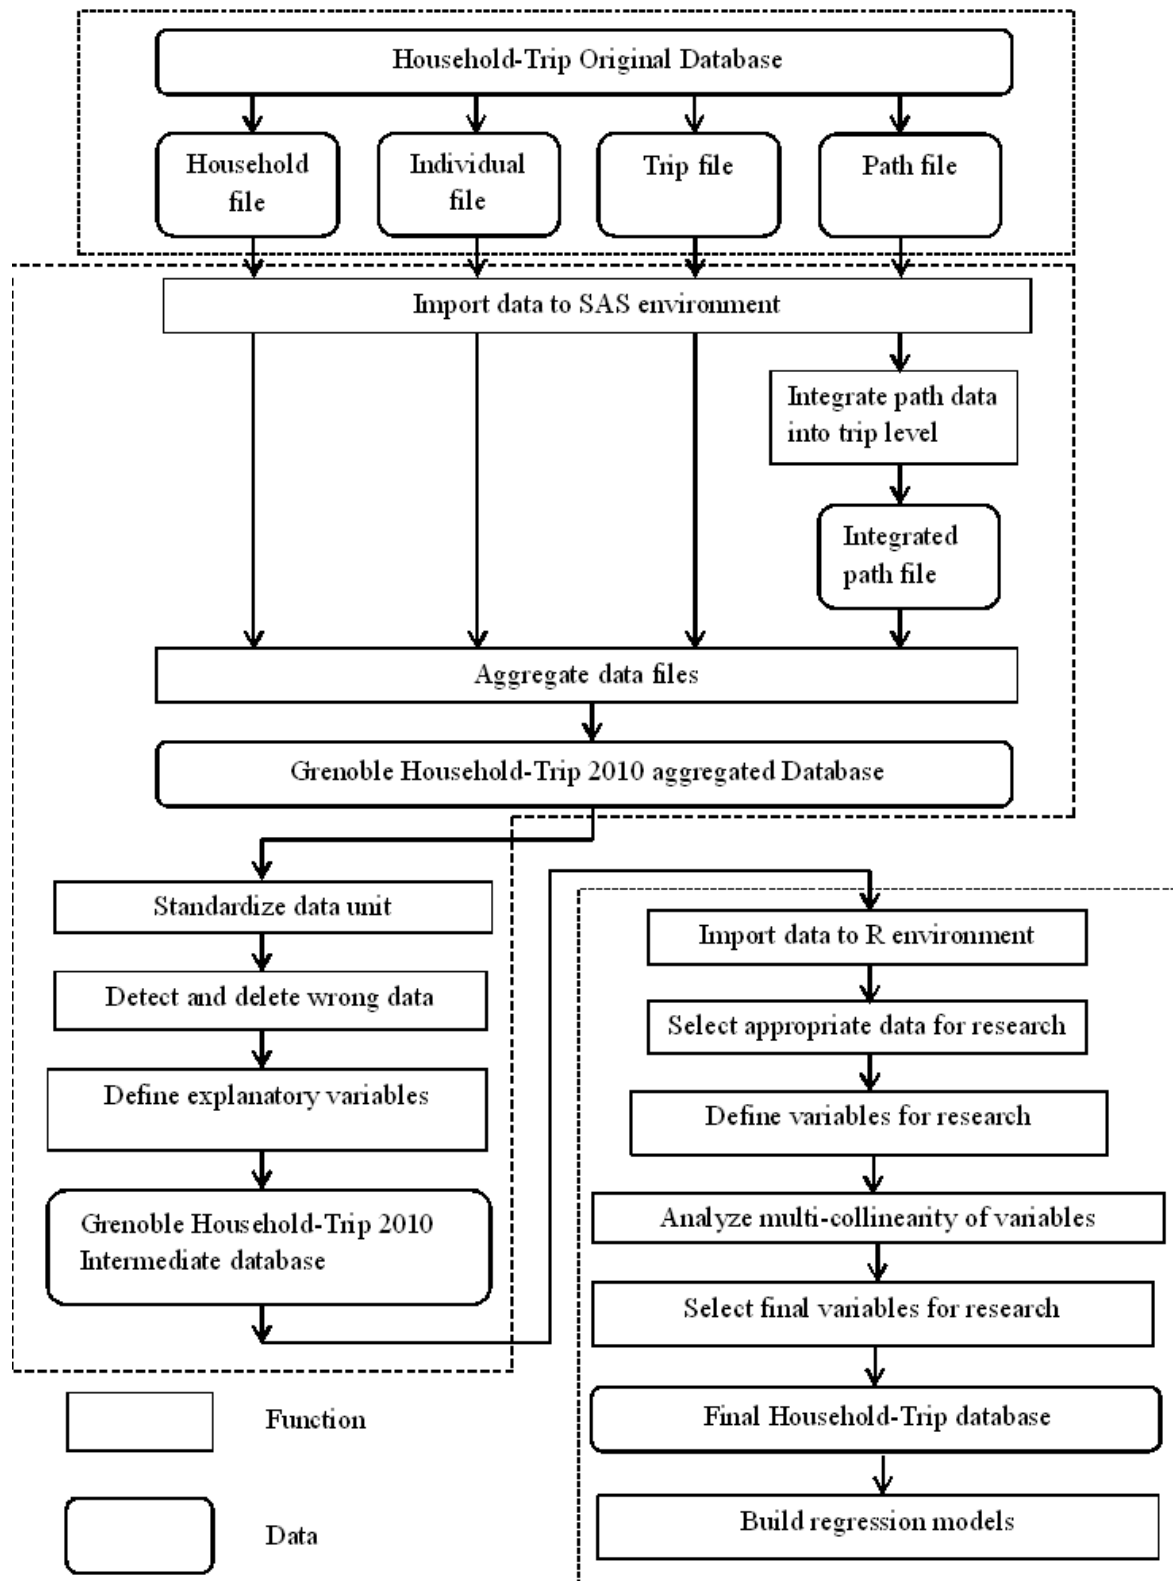 Household-Trip Original Database
Household
file
Individual
file
Trip file
Path file
Import data to SAS environment
Integrate path data
into trip level
Integrated
path file
Aggregate data files
Grenoble Household-Trip 2010 aggregated Database
Standardize data unit
Detect and delete wrong data
Define explanatory variables
Grenoble Household-Trip 2010
Intermediate database
Import data to R environment
Select appropriate data for research
Define variables for research
Analyze multi-collinearity of variables
Select final variables for research
Final Household-Trip database
Build regression models
Function
Data